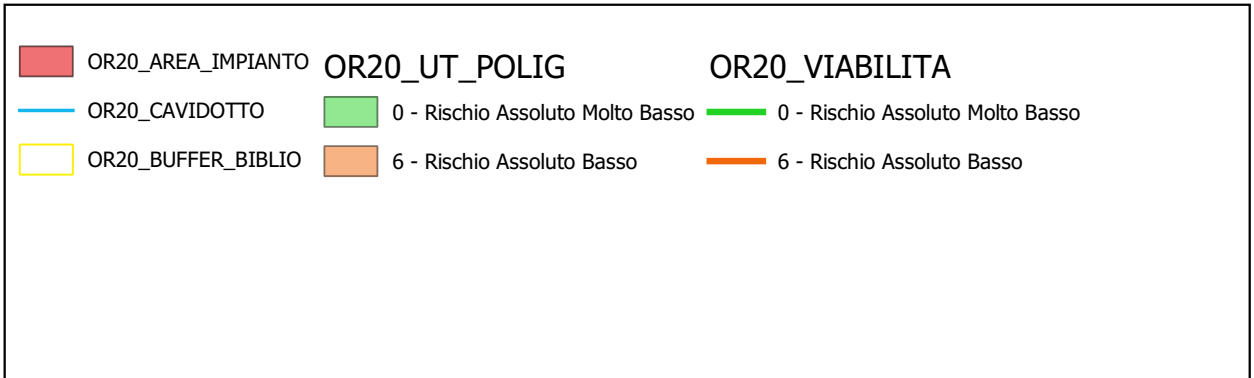 OR20_AREA_IMPIANTO
OR20_CAVIDOTTO
OR20_BUFFER_BIBLIO
OR20_UT_POLIG
0 - Rischio Assoluto Molto Basso
6 - Rischio Assoluto Basso
OR20_VIABILITA
0 - Rischio Assoluto Molto Basso
6 - Rischio Assoluto Basso